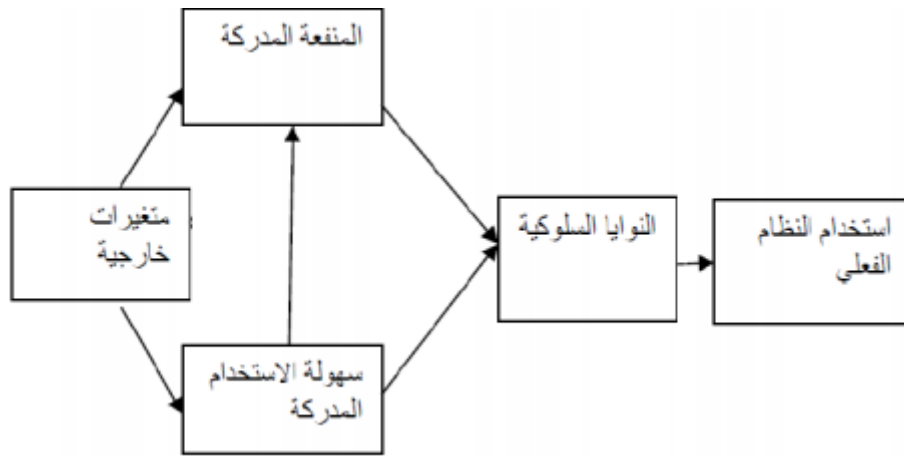 المنفعة المدركة
متغيرات
خارجية
سهولة الاستخدام
المدركة
النوايا السلوكية
استخدام النظام
الفعلي